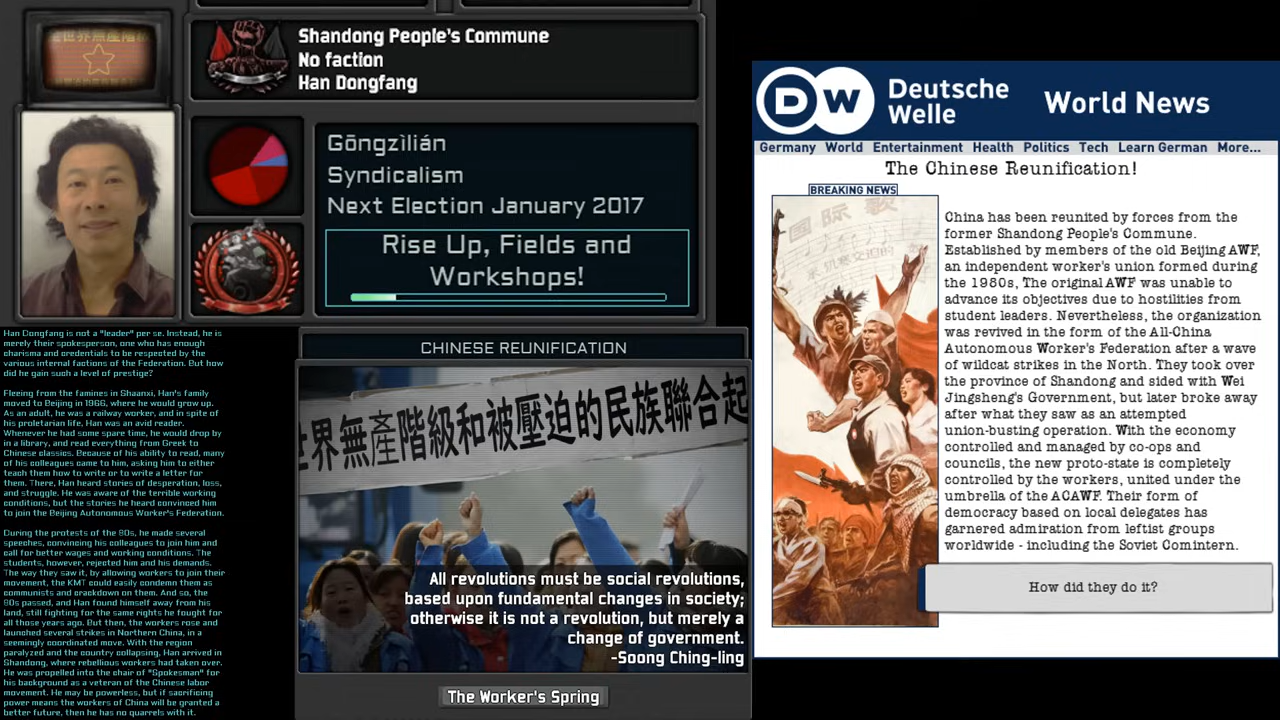 Shandong People's Commune
No faction
Han Dongfang
Gōngzìlián
Syndicalism
Next Election January 2017
Rise Up, Fields and
Workshops!
Han Dongfang is not a "leader" per se. Instead, he is
merely their spokesperson, one who has enough
charisma and credentials to be respected by the
various internal factions of the Federation. But how
did he gain such a level of prestige?
Fleeing from the famines in Shaanxi, Han's family
moved to Beijing in 1966, where he would grow up.
As an adult, he was a railway worker, and in spite of
his proletarian life, Han was an avid reader.
Whenever he had some spare time, he would drop by
in a library, and read everything from Greek to
Chinese classics. Because of his ability to read, many
of his colleagues came to him, asking him to either
teach them how to write or to write a letter for
them. There, Han heard stories of desperation, loss,
and struggle. He was aware of the terrible working
conditions, but the stories he heard convinced him
to join the Beijing Autonomous Worker's Federation.
During the protests of the 80s, he made several
speeches, convincing his colleagues to join him and
call for better wages and working conditions. The
students, however, rejected him and his demands.
The way they saw it, by allowing workers to join their
movement, the KMT could easily condemn them as
communists and crackdown on them. And so, the
80s passed, and Han found himself away from his
land, still fighting for the same rights he fought for
all those years ago. But then, the workers rose and
launched several strikes in Northern China, in a
seemingly coordinated move. With the region
paralyzed and the country collapsing, Han arrived in
Shandong, where rebellious workers had taken over.
He was propelled into the chair of "Spokesman" for
his background as a veteran of the Chinese labor
movement. He may be powerless, but if sacrificing
power means the workers of China will be granted a
better future, then he has no quarrels with it.
CHINESE REUNIFICATION
世界無產階級和被壓迫的民族聯合起
All revolutions must be social revolutions,
based upon fundamental changes in society;
otherwise it is not a revolution, but merely a
change of government.
-Soong Ching-ling
The Worker's Spring
DW
Deutsche
Welle
World News
Germany World Entertainment Health Politics Tech Learn German More...
The Chinese Reunification!
BREAKING NEWS
国际歌
China has been reunited by forces from the
former Shandong People's Commune.
Established by members of the old Beijing AWF,
an independent worker's union formed during
the 1980s, The original AWF was unable to
advance its objectives due to hostilities from
student leaders. Nevertheless, the organization
was revived in the form of the All-China
Autonomous Worker's Federation after a wave
of wildcat strikes in the North. They took over
the province of Shandong and sided with Wei
Jingsheng's Government, but later broke away
after what they saw as an attempted
union-busting operation. With the economy
controlled and managed by co-ops and
councils, the new proto-state is completely
controlled by the workers, united under the
umbrella of the ACAWF. Their form of
democracy based on local delegates has
garnered admiration from leftist groups
worldwide - including the Soviet Comintern.
How did they do it?